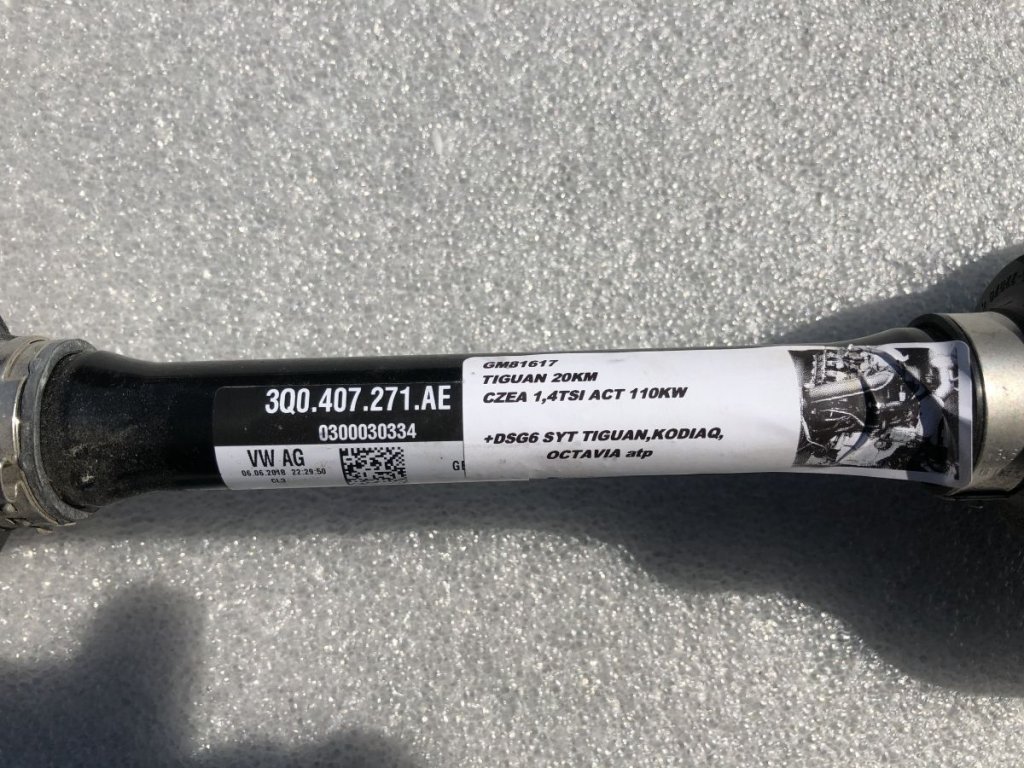 3Q0.407.271.AE
0300030334
VW AG
06.06.2018 22:29:50
CL3
GM81617
TIGUAN 20KM
CZEA 1,4TSI ACT 110KW
+DSG6 SYT TIGUAN,KODIAQ,
OCTAVIA atp